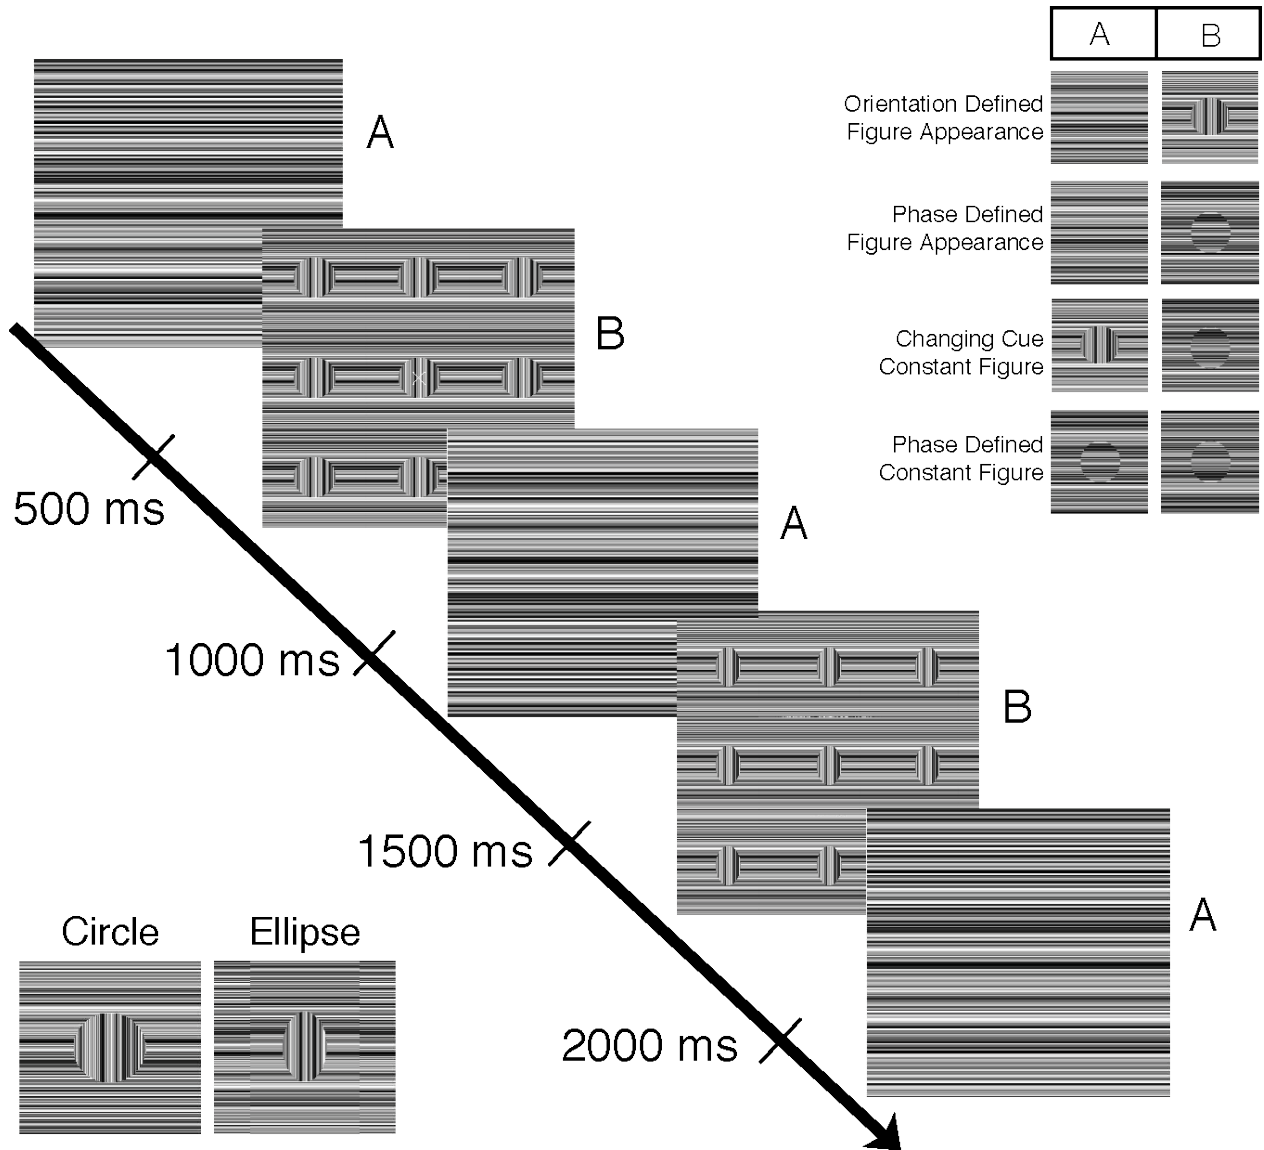 A B
Orientation Defined
Figure Appearance
Phase Defined
Figure Appearance
Changing Cue
Constant Figure
Phase Defined
Constant Figure
A
B
A
B
A
500 ms
1000 ms
1500 ms
2000 ms
Circle Ellipse